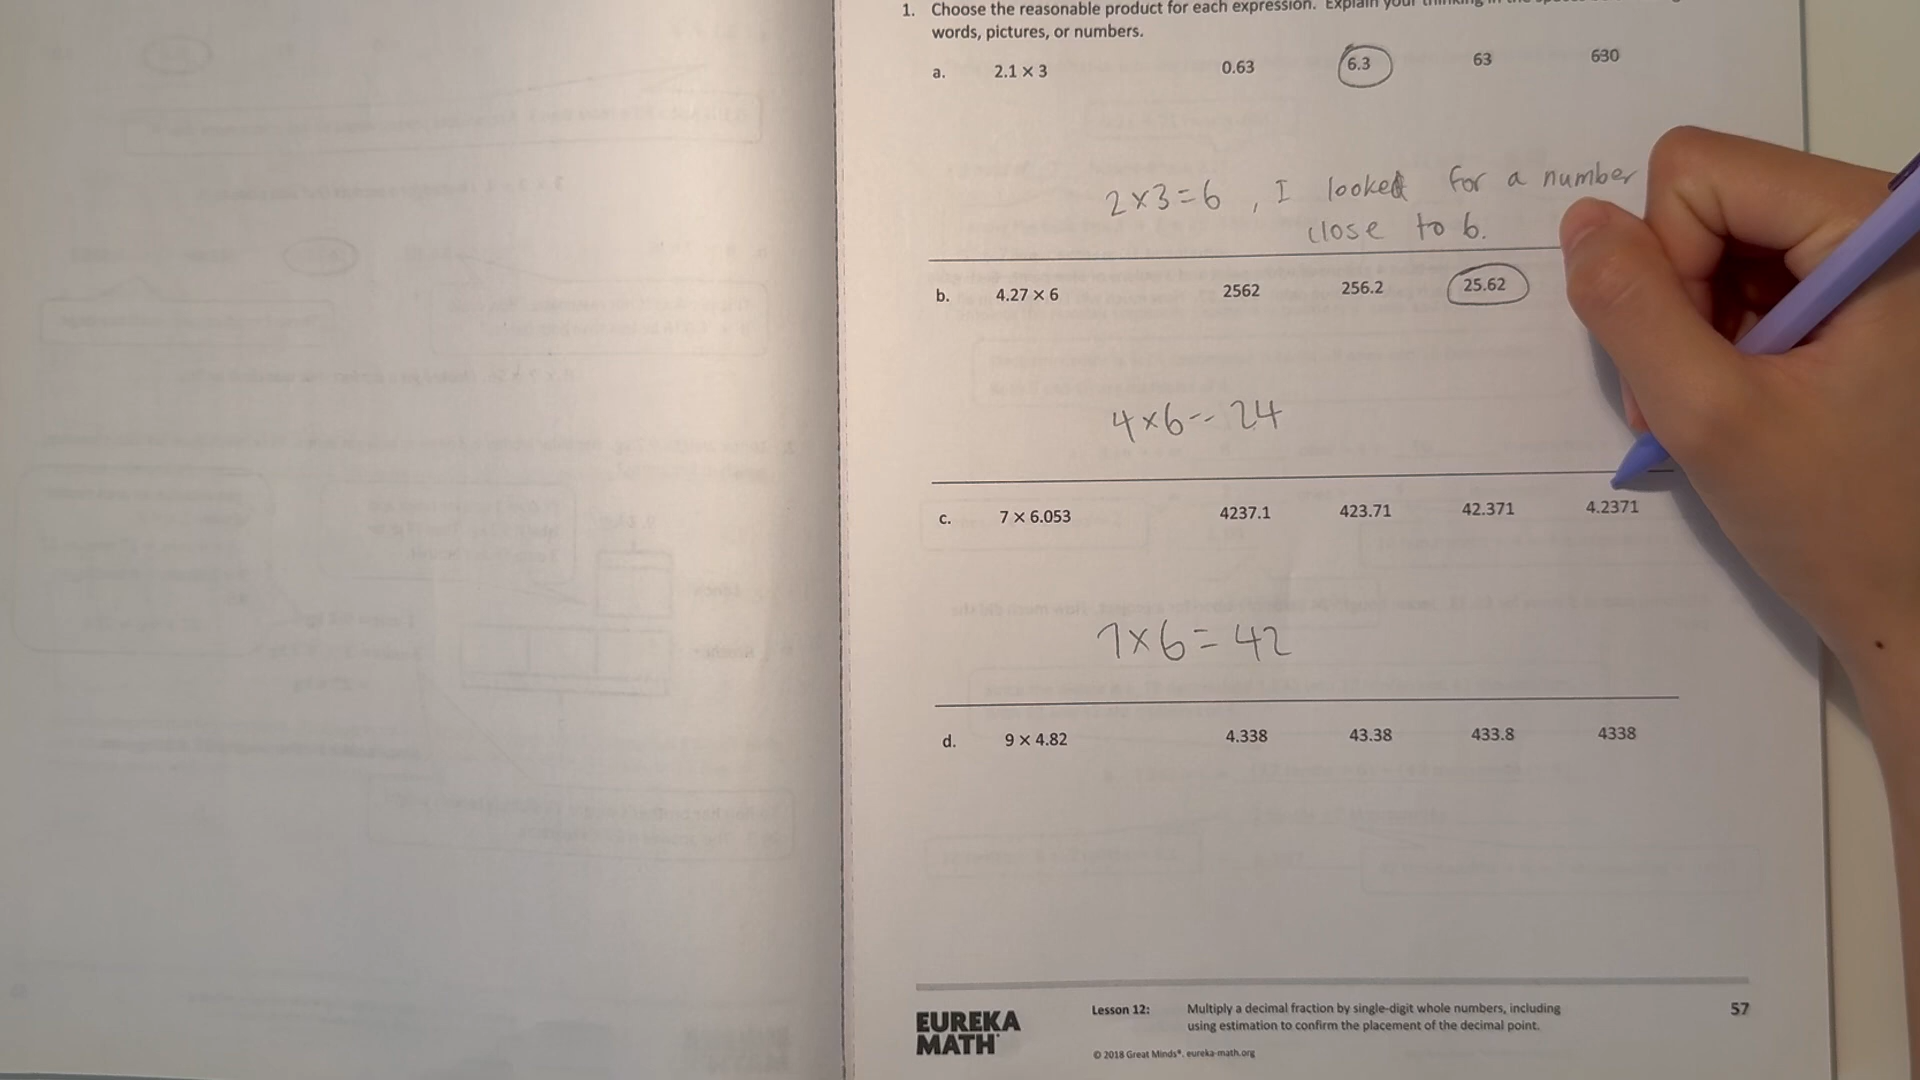 1. Choose the reasonable product for each expression. Explain your thinking in the
words, pictures, or numbers.
a. 2.1 × 3 0.63 6.3 63 630
2×3=6, I looked for a number
close to 6.
b. 4.27 × 6 2562 256.2 25.62
4×6=24
c. 7 × 6.053 4237.1 423.71 42.371 4.2371
7×6=42
d. 9 × 4.82 4.338 43.38 433.8 4338
EUREKA
MATH
Lesson 12: Multiply a decimal fraction by single-digit whole numbers, including
using estimation to confirm the placement of the decimal point.
57
© 2018 Great Minds®. eureka-math.org